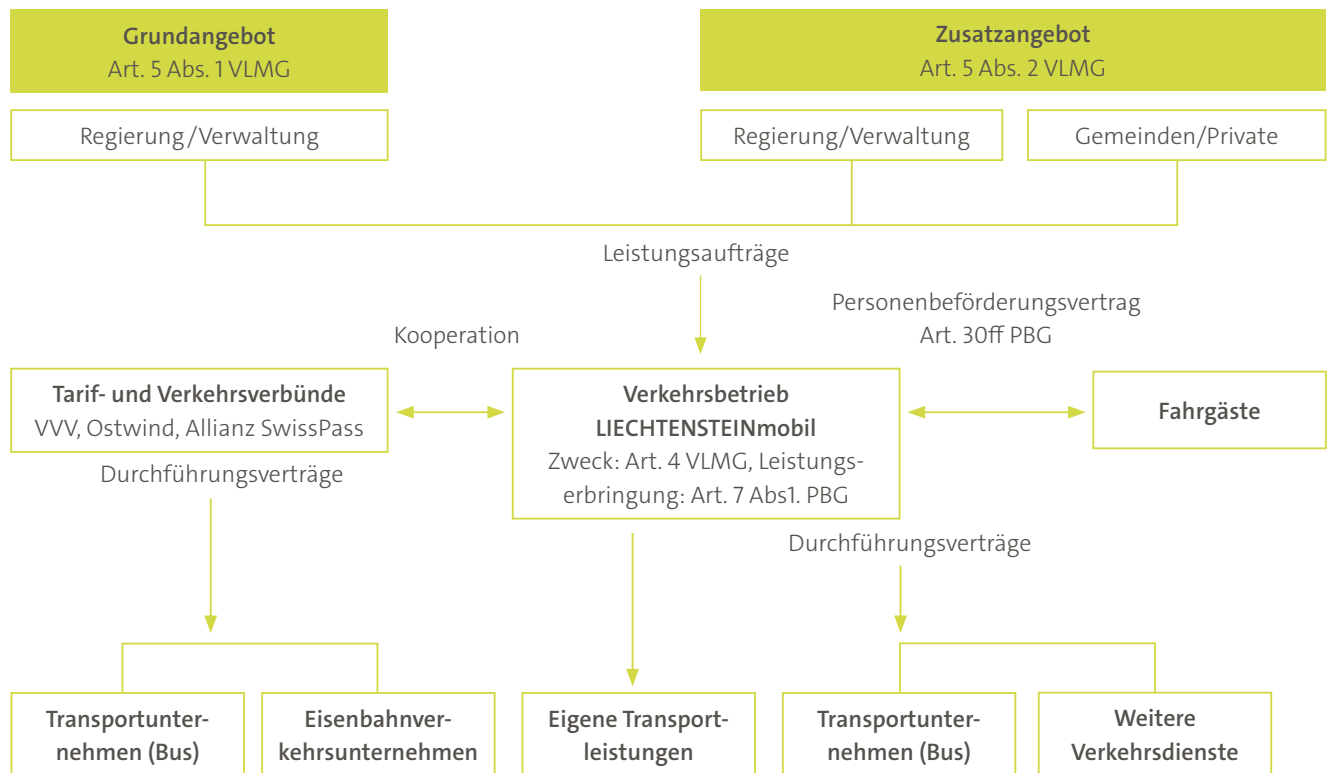 Grundangebot
Art. 5 Abs. 1 VLMG
Zusatzangebot
Art. 5 Abs. 2 VLMG
Regierung/Verwaltung
Regierung/Verwaltung
Gemeinden/Private
Leistungsaufträge
Personenbeförderungsvertrag
Art. 30ff PBG
Kooperation
Tarif- und Verkehrsverbünde
VVV, Ostwind, Allianz SwissPass
Verkehrsbetrieb
LIECHTENSTEINmobil
Zweck: Art. 4 VLMG, Leistungs-
erbringung: Art. 7 Abs1. PBG
Fahrgäste
Durchführungsverträge
Durchführungsverträge
Transportunter-
nehmen (Bus)
Eisenbahnver-
kehrsunternehmen
Eigene Transport-
leistungen
Transportunter-
nehmen (Bus)
Weitere
Verkehrsdienste